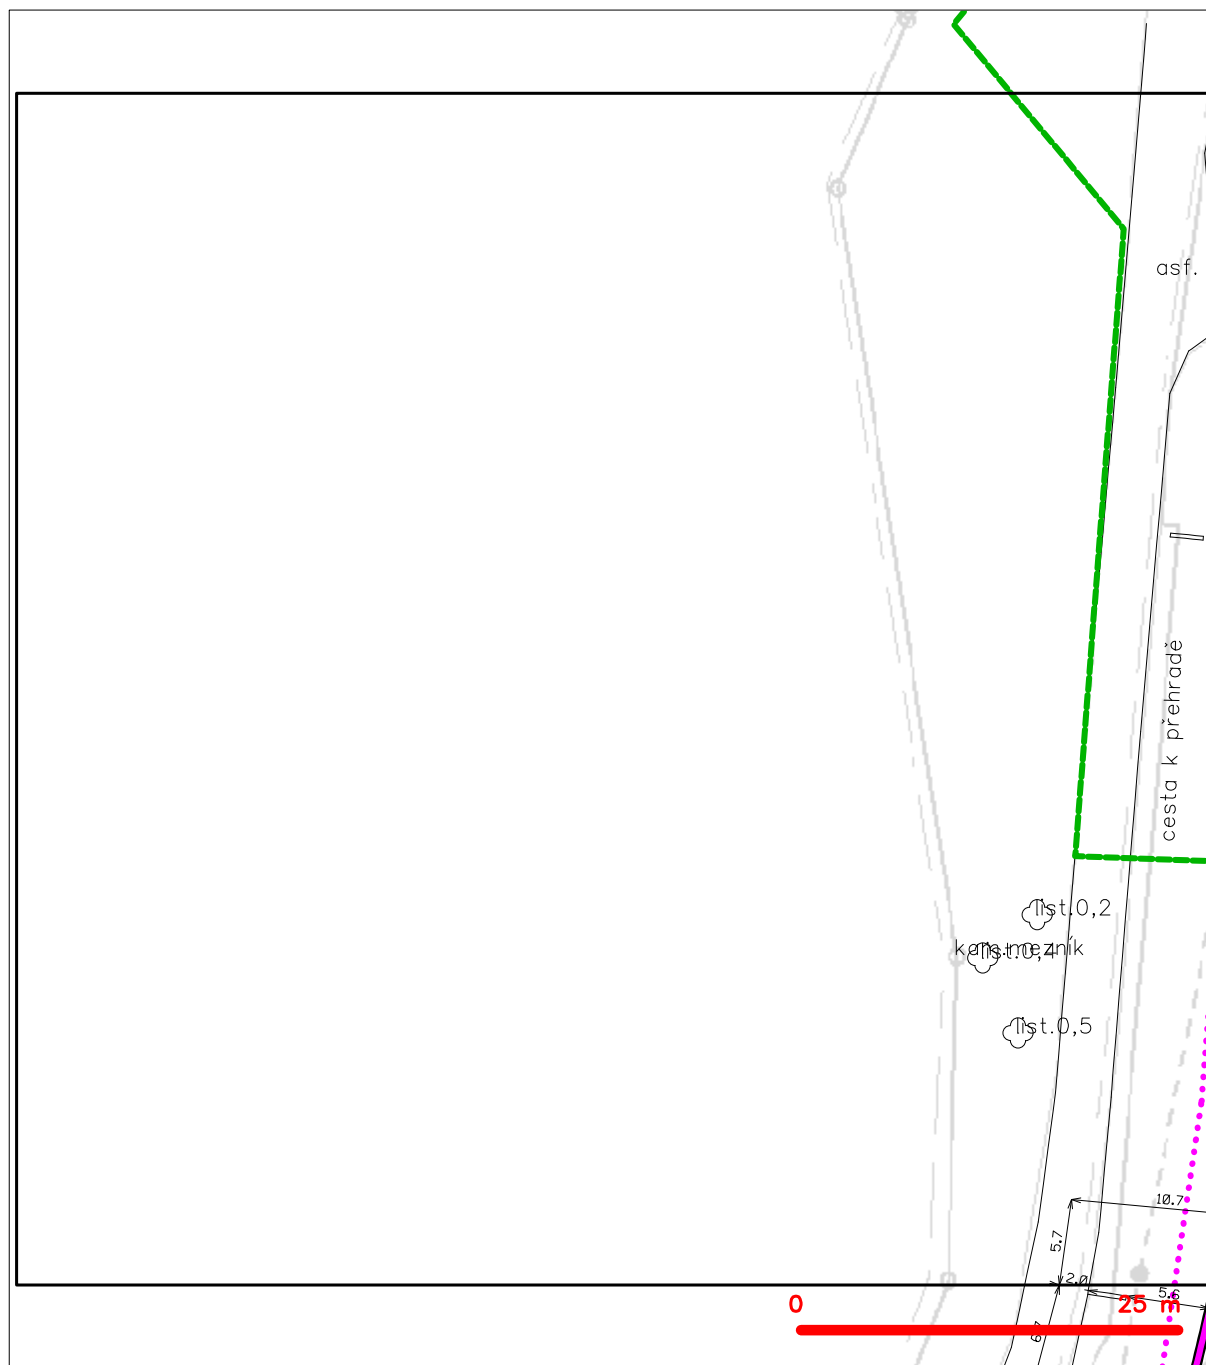 asf.
cesta k přehradě
list.0,2
kam.mezník
list.0,4
list.0,5
10.7
5.7
2.0
5.6
0
25 m